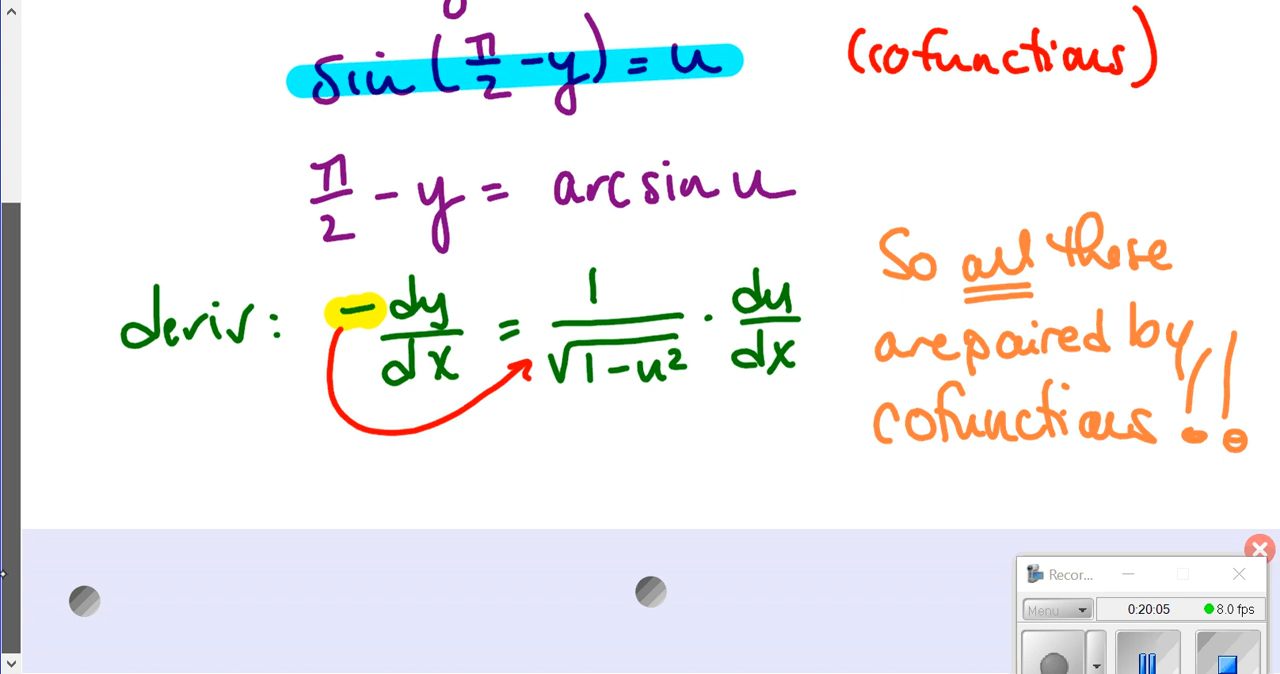 sin(π/2 - y) = u
(cofunctions)
π/2 - y = arcsin u
deriv: - dy/dx = 1/√(1-u²) · du/dx
So all these
are paired by
cofunctions!!
Recor...
Menu
0:20:05
8.0 fps